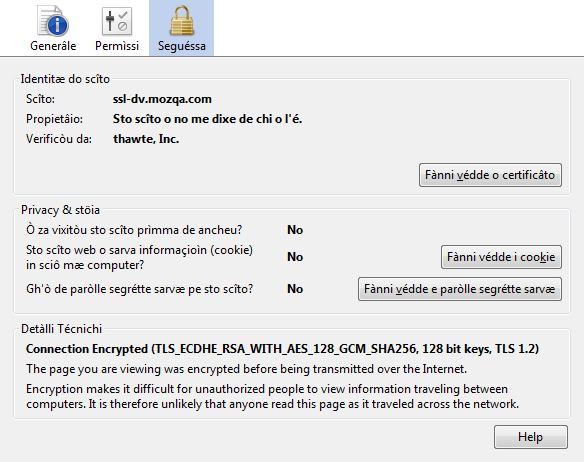 Generâle Permìssi Seguéssa
Identitæ do scîto
Scîto: ssl-dv.mozqa.com
Propietâio: Sto scîto o no me dixe de chi o l'é.
Verificòu da: thawte, Inc.
Fànni védde o certificâto
Privacy & stöia
Ò za vixitòu sto scîto prìmma de ancheu? No
Sto scîto web o sarva informaçioìn (cookie)
in sciô mæ computer? No Fànni védde i cookie
Gh'ò de paròlle segrétte sarvæ pe sto scîto? No Fànni védde e paròlle segrétte sarvæ
Detàlli Técnichi
Connection Encrypted (TLS_ECDHE_RSA_WITH_AES_128_GCM_SHA256, 128 bit keys, TLS 1.2)
The page you are viewing was encrypted before being transmitted over the Internet.
Encryption makes it difficult for unauthorized people to view information traveling between
computers. It is therefore unlikely that anyone read this page as it traveled across the network.
Help